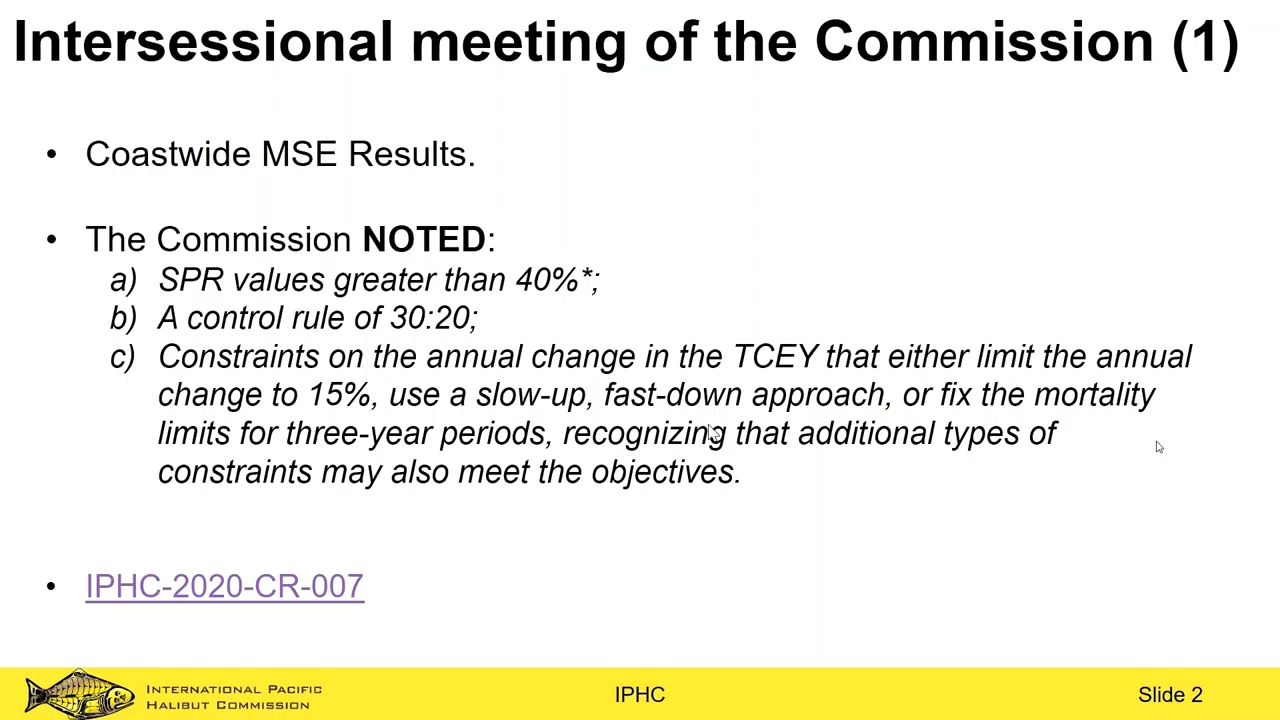 Intersessional meeting of the Commission (1)
• Coastwide MSE Results.
• The Commission NOTED:
a) SPR values greater than 40%*;
b) A control rule of 30:20;
c) Constraints on the annual change in the TCEY that either limit the annual
change to 15%, use a slow-up, fast-down approach, or fix the mortality
limits for three-year periods, recognizing that additional types of
constraints may also meet the objectives.
• IPHC-2020-CR-007
INTERNATIONAL PACIFIC
HALIBUT COMMISSION
IPHC
Slide 2